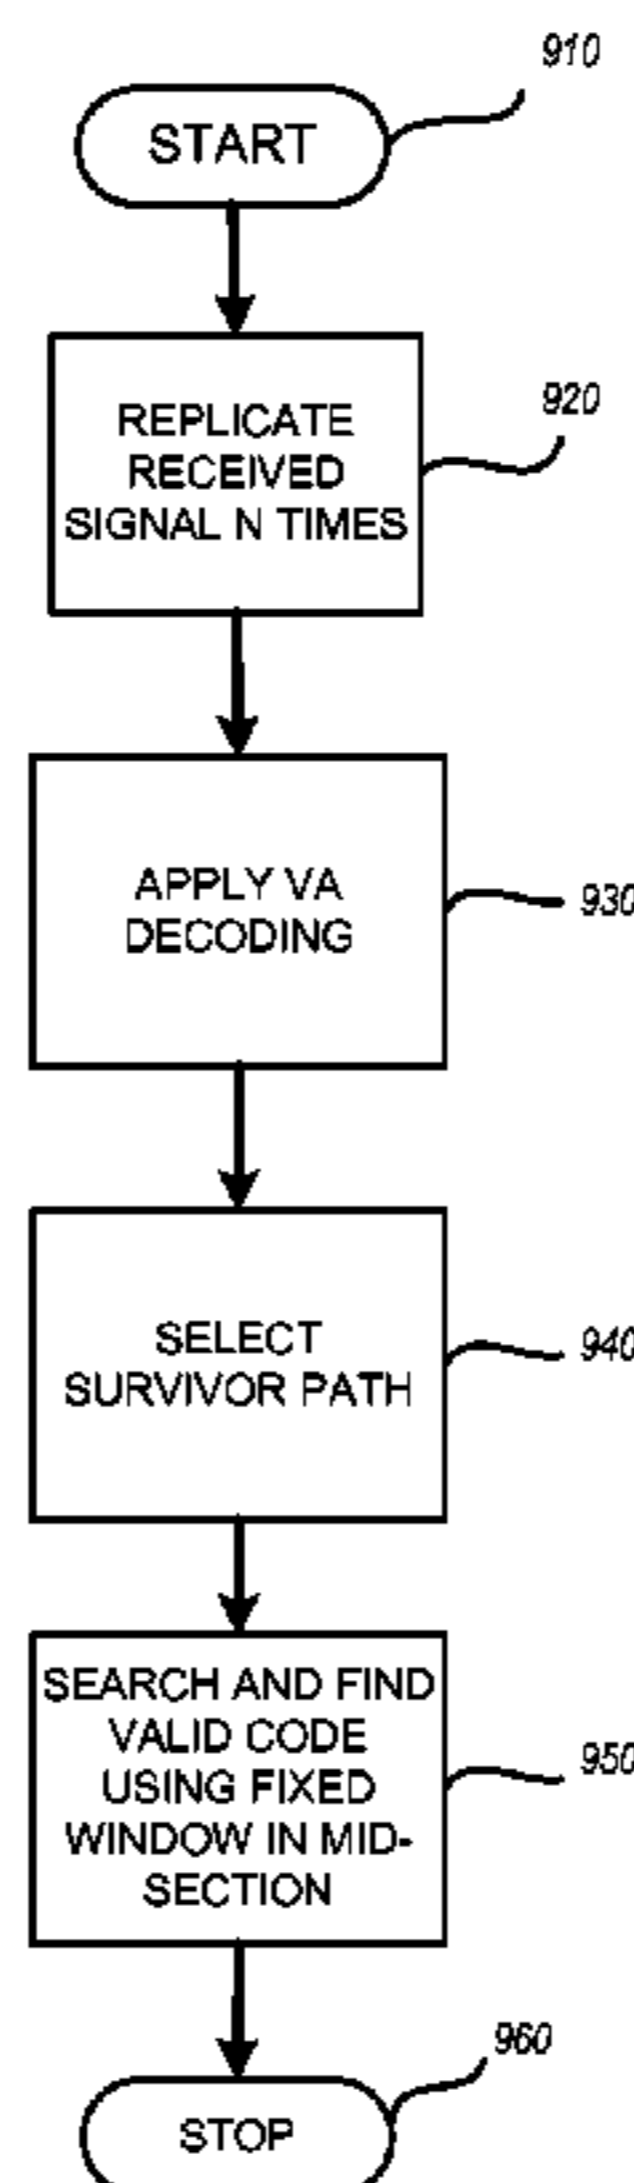 910
START
920
REPLICATE
RECEIVED
SIGNAL N TIMES
930
APPLY VA
DECODING
940
SELECT
SURVIVOR PATH
950
SEARCH AND FIND
VALID CODE
USING FIXED
WINDOW IN MID-
SECTION
960
STOP